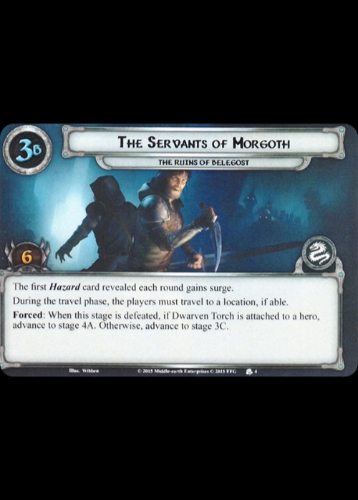 3B
THE SERVANTS OF MORGOTH
THE RUINS OF BELEGOST
6
The first Hazard card revealed each round gains surge.
During the travel phase, the players must travel to a location, if able.
Forced: When this stage is defeated, if Dwarven Torch is attached to a hero,
advance to stage 4A. Otherwise, advance to stage 3C.
Illus. Wibben © 2015 Middle-earth Enterprises © 2015 FFG 4